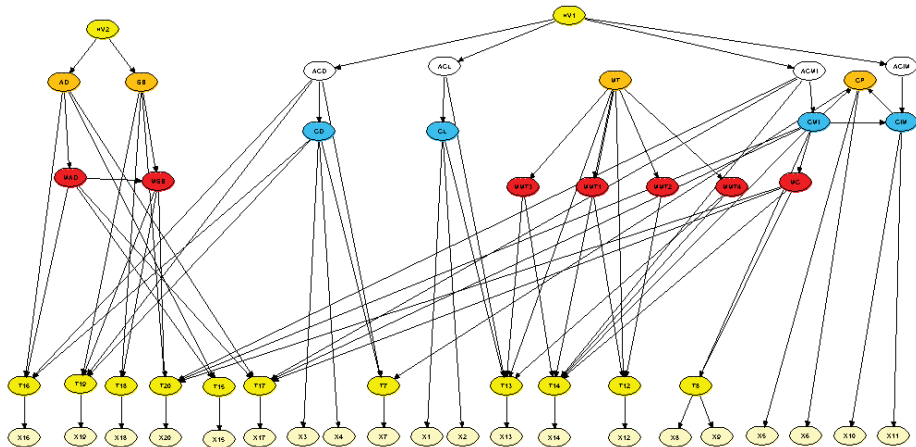 HV1
HV2
ACD
ACL
ACMI
ACIM
AD
SB
MT
CP
CD
CL
CMI
CIM
MAD
MSB
MMT3
MMT1
MMT2
MMT4
MC
T16
T19
T18
T20
T15
T17
T7
T13
T14
T12
T8
X16
X19
X18
X20
X15
X17
X3
X4
X7
X1
X2
X13
X14
X12
X8
X9
X5
X6
X10
X11